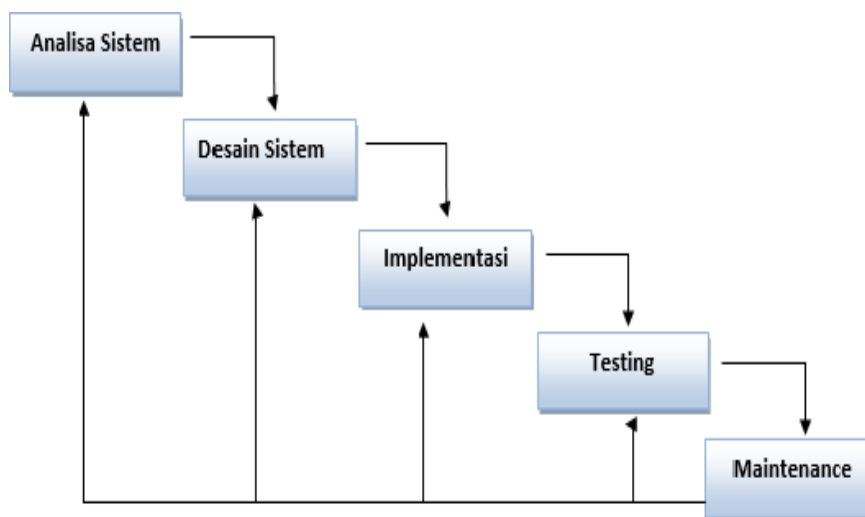 Analisa Sistem
Desain Sistem
Implementasi
Testing
Maintenance